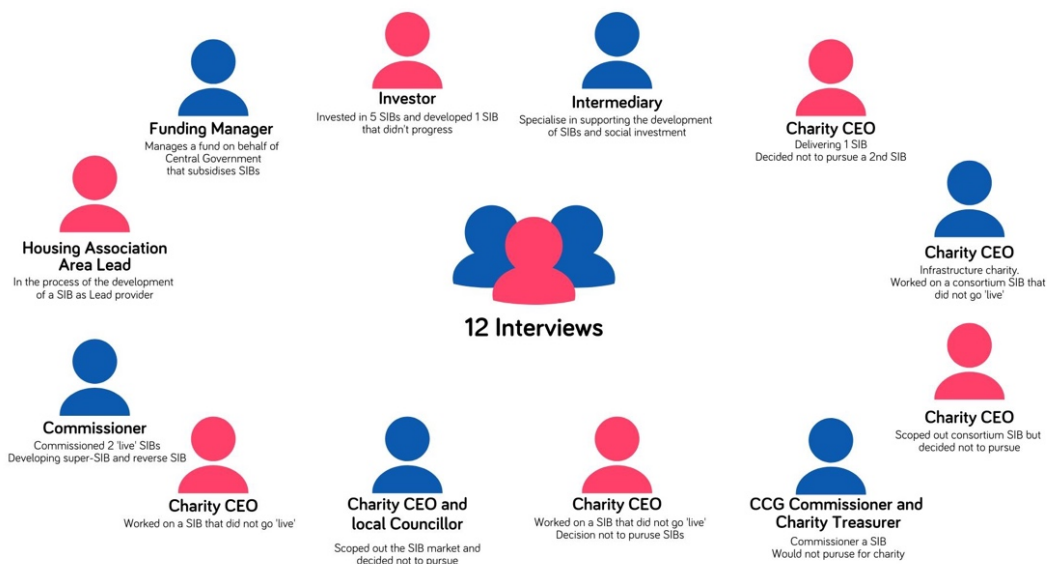 Investor
Invested in 5 SIBs and developed 1 SIB
that didn't progress
Intermediary
Specialise in supporting the development
of SIBs and social investment
Funding Manager
Manages a fund on behalf of
Central Government
that subsidises SIBs
Charity CEO
Delivering 1 SIB
Decided not to pursue a 2nd SIB
Housing Association
Area Lead
In the process of the development
of a SIB as Lead provider
Charity CEO
Infrastructure charity.
Worked on a consortium SIB that
did not go 'live'
12 Interviews
Commissioner
Commissioned 2 'live' SIBs
Developing super-SIB and reverse SIB
Charity CEO
Scoped out consortium SIB but
decided not to pursue
Charity CEO
Worked on a SIB that did not go 'live'
Charity CEO and
local Councillor
Scoped out the SIB market and
decided not to pursue
Charity CEO
Worked on a SIB that did not go 'live'
Decision not to puruse SIBs
CCG Commissioner and
Charity Treasurer
Commissioner a SIB
Would not puruse for charity